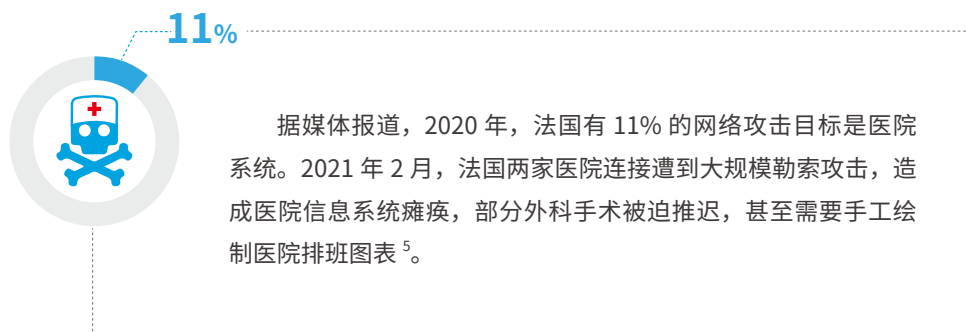 11%
据媒体报道，2020 年，法国有 11% 的网络攻击目标是医院
系统。2021 年 2 月，法国两家医院连接遭到大规模勒索攻击，造
成医院信息系统瘫痪，部分外科手术被迫推迟，甚至需要手工绘
制医院排班图表 5。